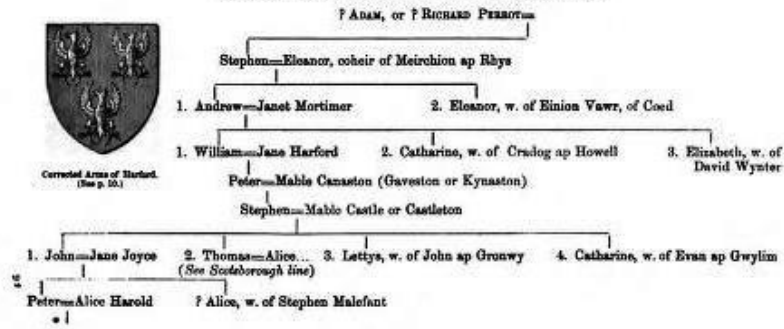 ? ADAM, or ? RICHARD PERROT=
Stephen=Eleanor, coheir of Meirchion ap Rhys
1. Andrew=Janet Mortimer 2. Eleanor, w. of Einion Vawr, of Coed
1. William=Jane Harford 2. Catharine, w. of Cradog ap Howell 3. Elizabeth, w. of
David Wynter
Corrected Arms of
(See p. 10.)
Peter=Mable Canaston (Gaveston or Kynaston)
Stephen=Mable Castle or Castleton
1. John=Jane Joyce 2. Thomas=Alice... 3. Lettys, w. of John ap Gronwy 4. Catharine, w. of Evan ap Gwylim
(See Scotsborough line)
Peter=Alice Harold ? Alice, w. of Stephen Malefant